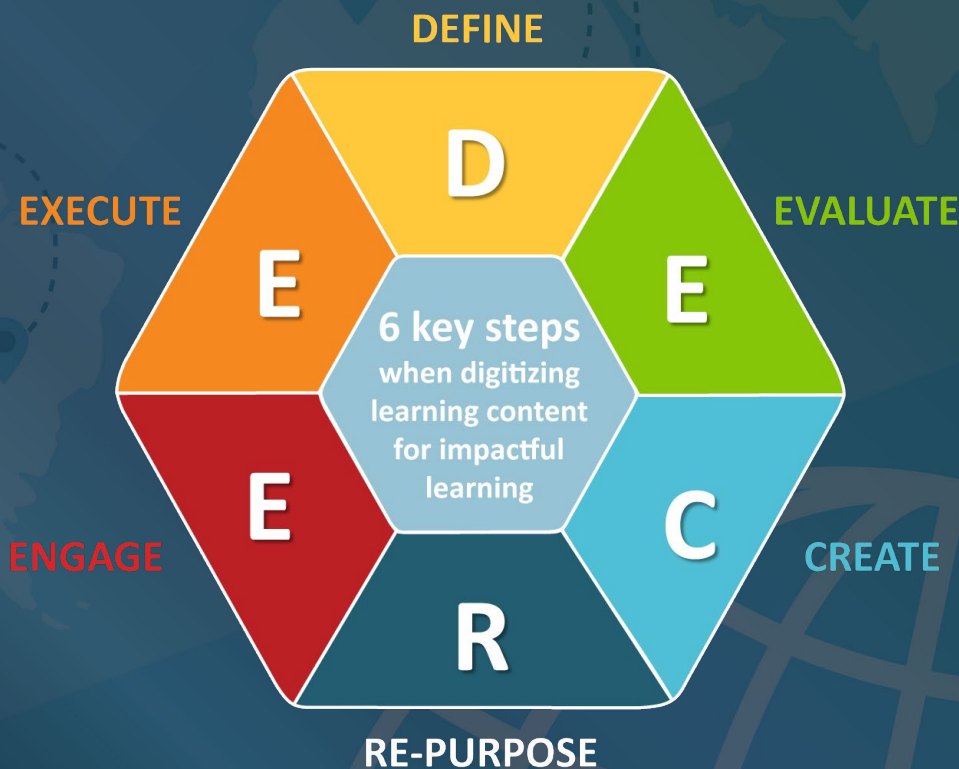 DEFINE
D
EXECUTE
EVALUATE
E
E
6 key steps
when digitizing
learning content
for impactful
learning
E
C
ENGAGE
CREATE
R
RE-PURPOSE